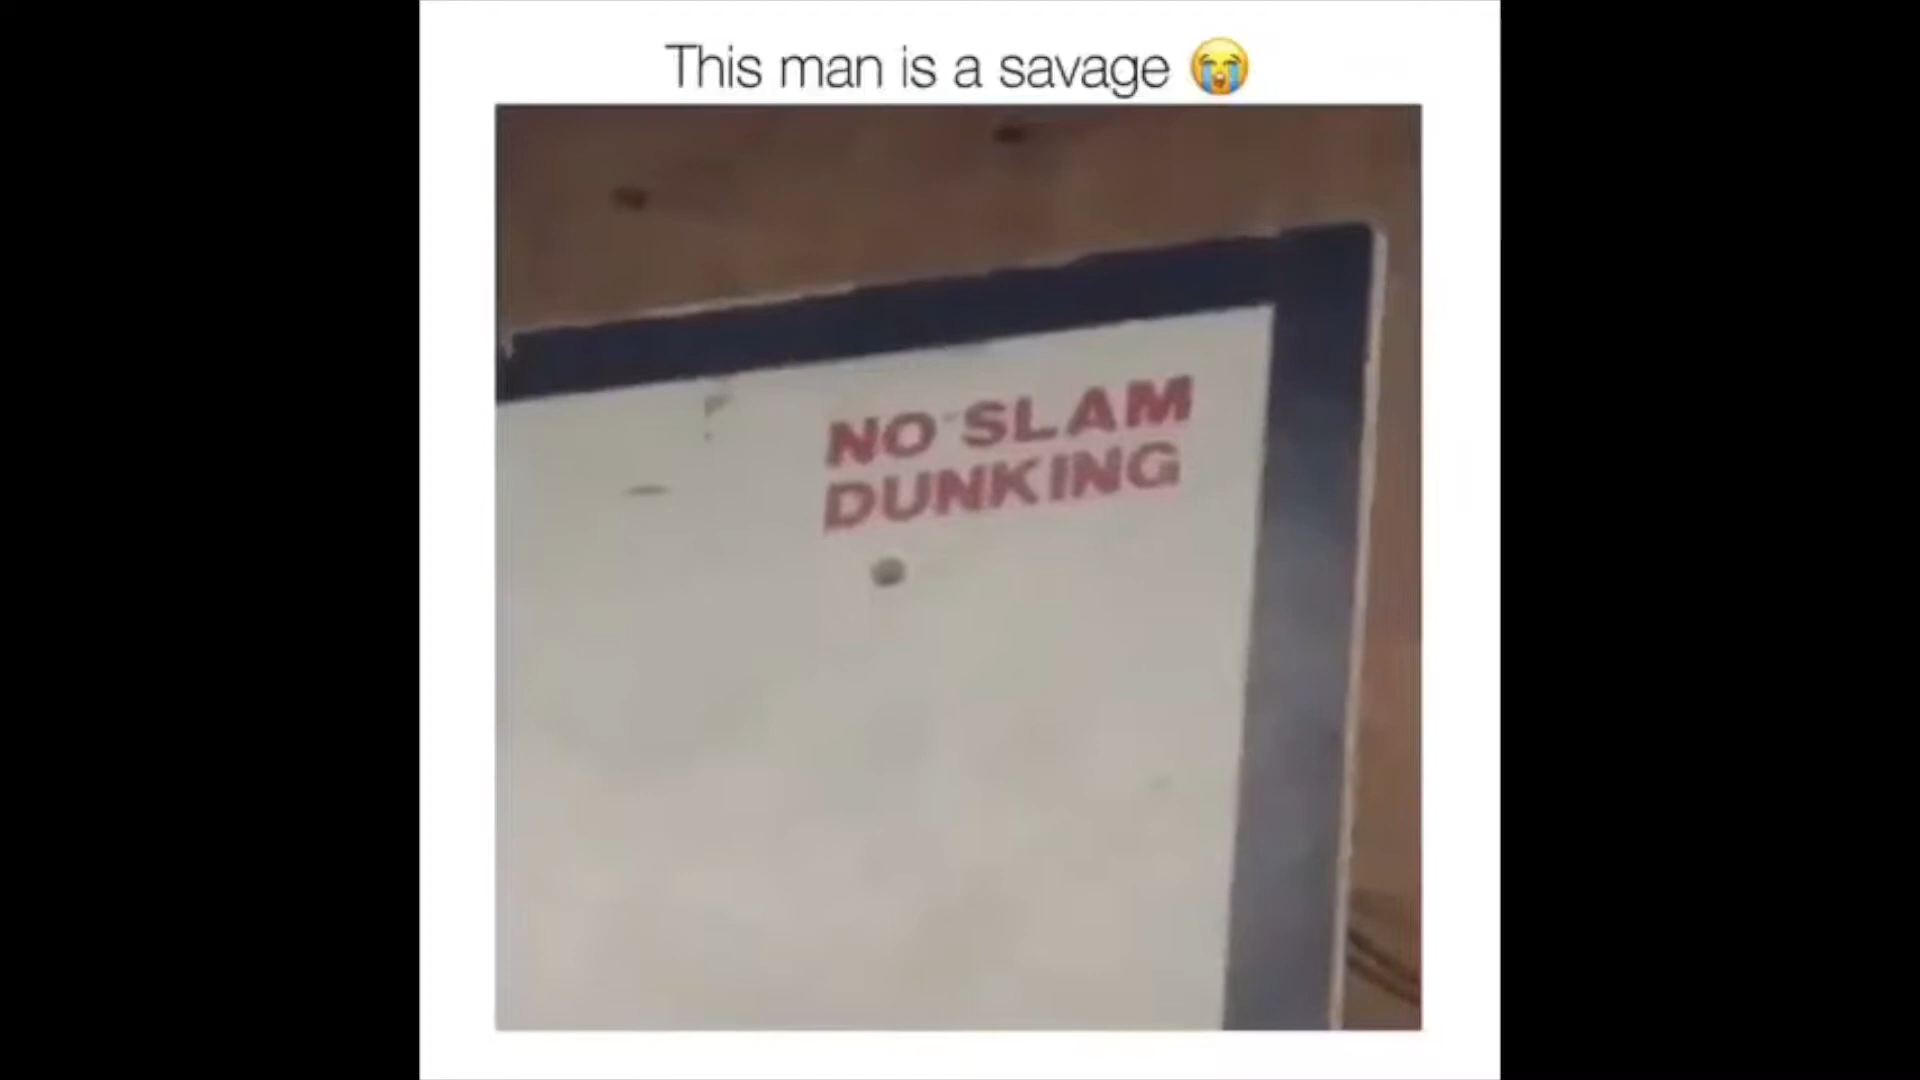 This man is a savage 😭
NO SLAM
DUNKING